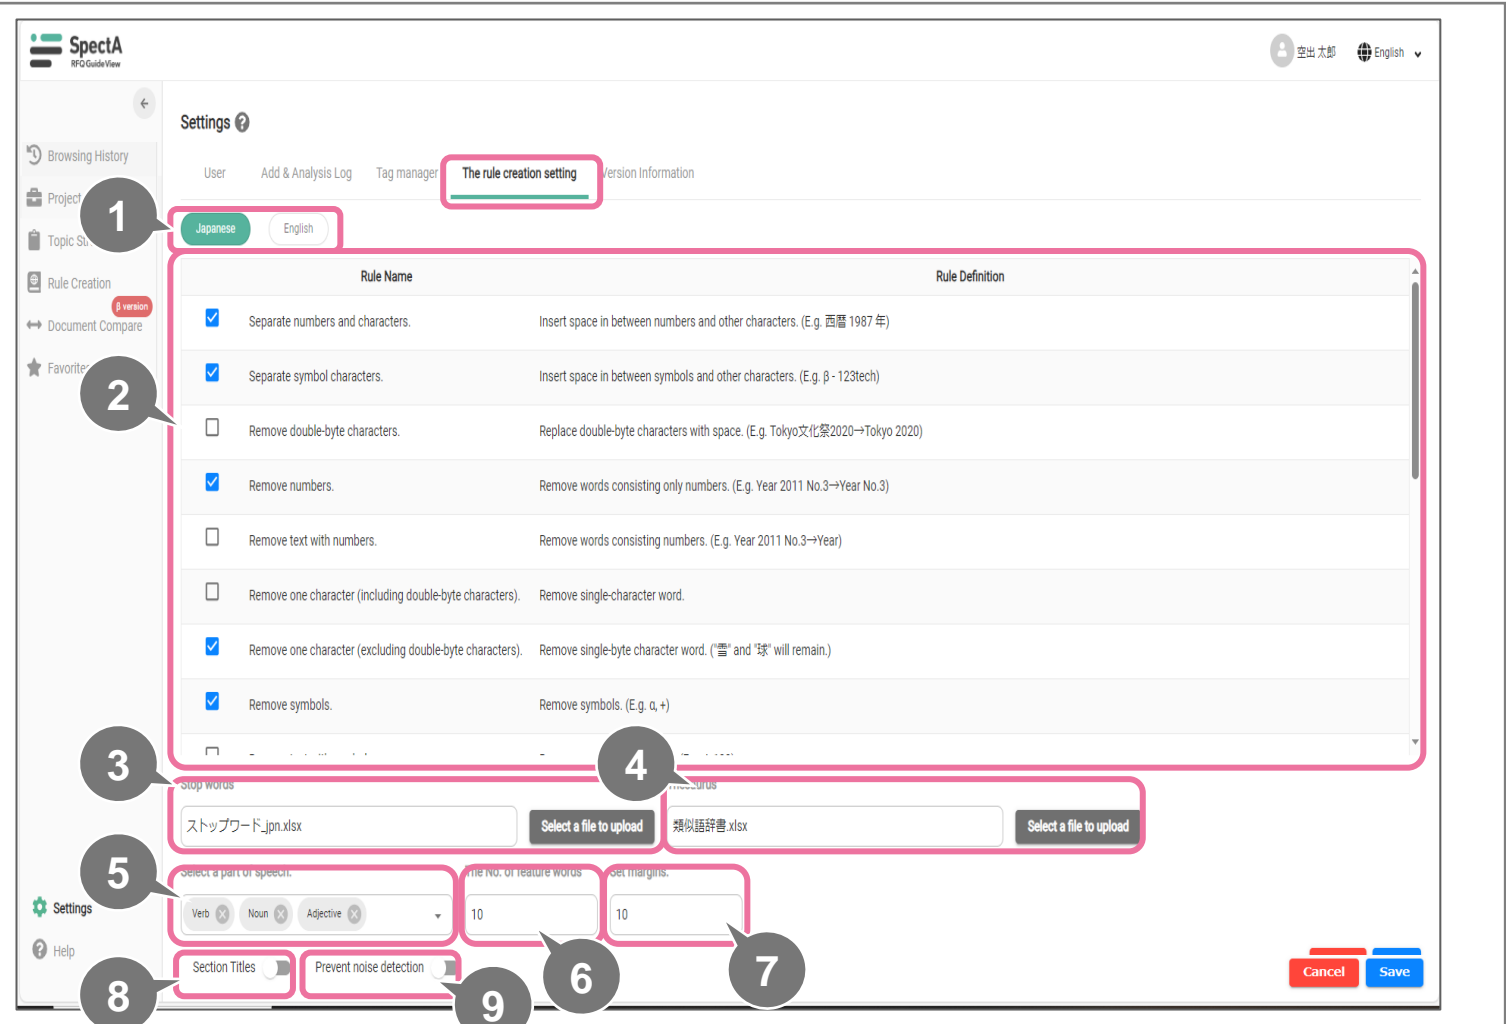 SpectA
RFQ Guide View
空出 太郎
English
Settings
Browsing History
User
Add & Analysis Log
Tag manager
The rule creation setting
Version Information
Project
1
Japanese
English
Topic
Rule Creation
β version
Document Compare
Favorites
2
Rule Name
Rule Definition
Separate numbers and characters.
Insert space in between numbers and other characters. (E.g. 西暦 1987 年)
Separate symbol characters.
Insert space in between symbols and other characters. (E.g. β - 123tech)
Remove double-byte characters.
Replace double-byte characters with space. (E.g. Tokyo文化祭2020→Tokyo 2020)
Remove numbers.
Remove words consisting only numbers. (E.g. Year 2011 No.3→Year No.3)
Remove text with numbers.
Remove words consisting numbers. (E.g. Year 2011 No.3→Year)
Remove one character (including double-byte characters).
Remove single-character word.
Remove one character (excluding double-byte characters).
Remove single-byte character word. ("雪" and "球" will remain.)
Remove symbols.
Remove symbols. (E.g. α, +)
3
Stop words
4
Thesaurus
ストップワード_jpn.xlsx
Select a file to upload
類似語辞書.xlsx
Select a file to upload
5
Select a part of speech.
The No. of feature words
Set margins.
Verb
Noun
Adjective
10
10
Settings
Help
6
7
8
Section Titles
9
Prevent noise detection
Cancel
Save